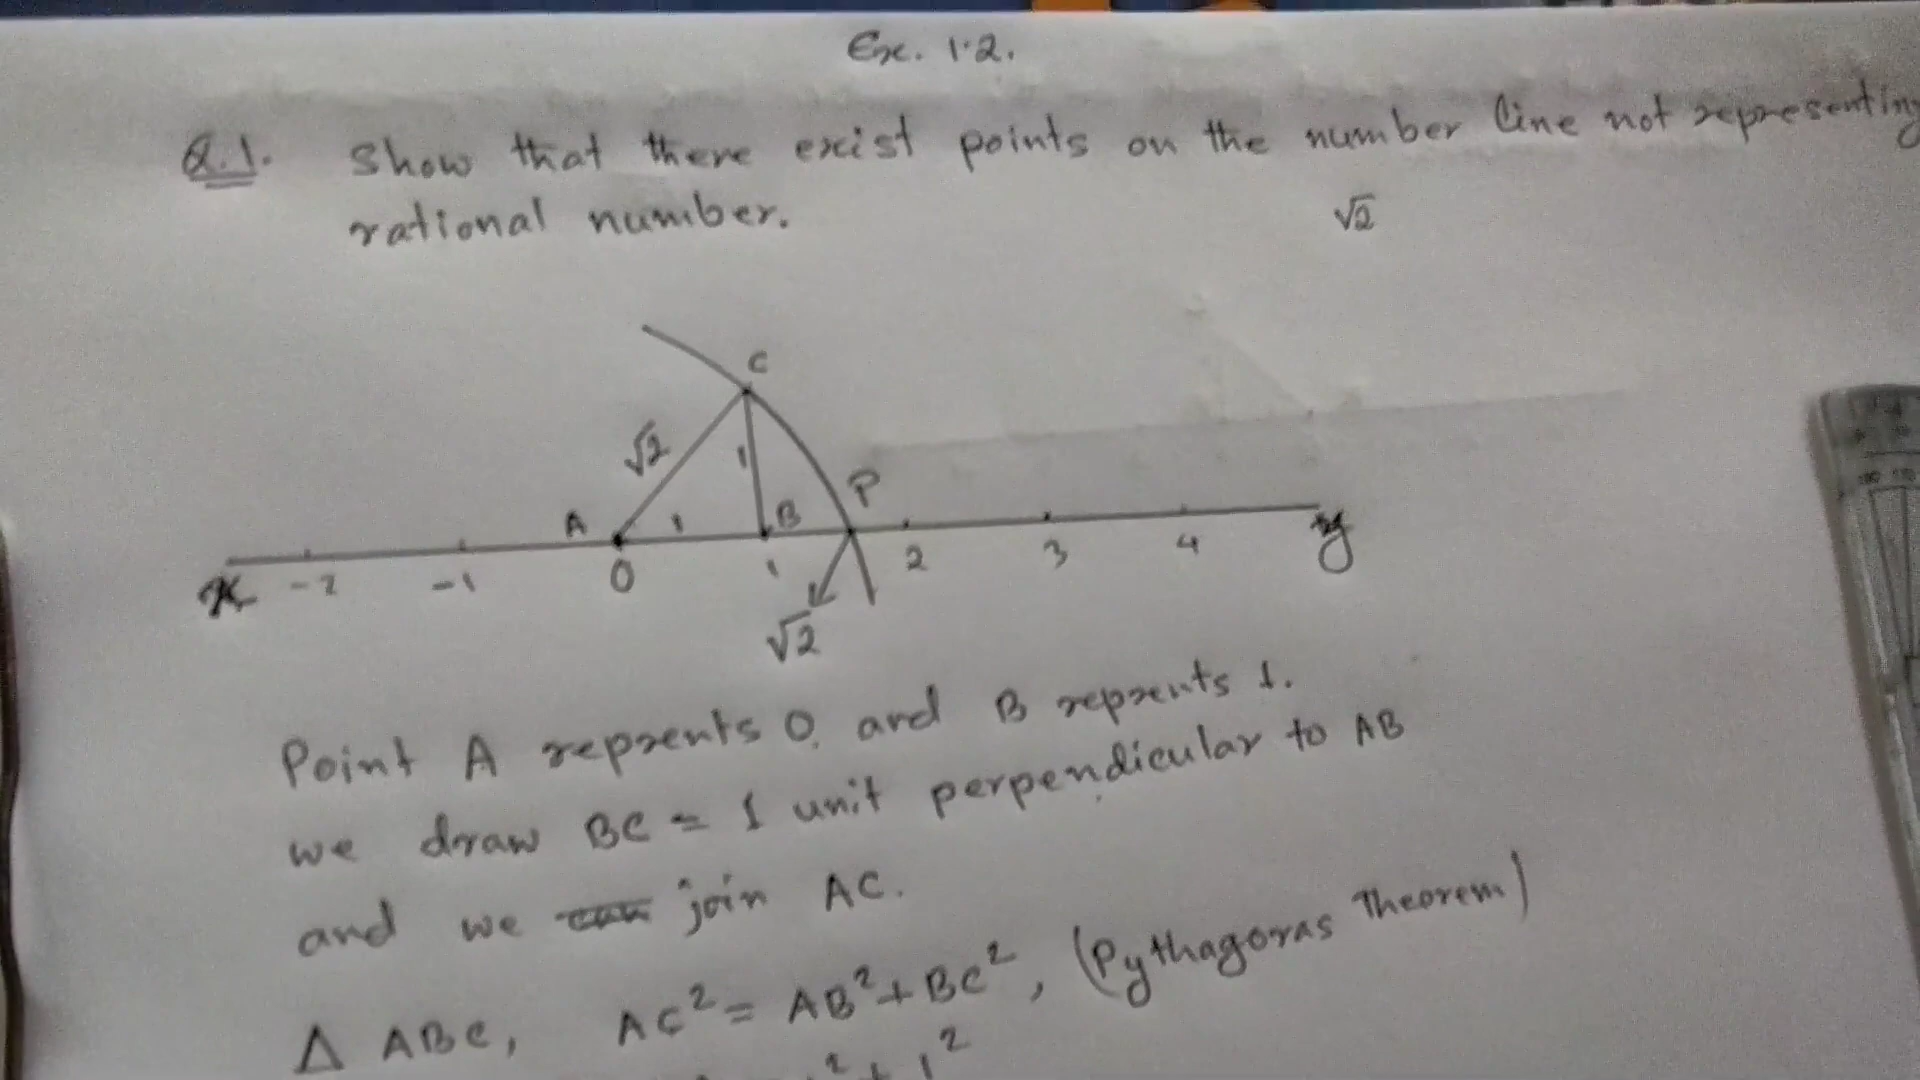 Ex. 1.2.
Q.1. Show that there exist points on the number line not representing
rational number.
√2
C
√2
1
P
A
1
B
x -2 -1 0 1 2 3 4 y
√2
Point A reprents 0, and B reprents 1.
we draw BC = 1 unit perpendicular to AB
and we join AC.
Δ ABC, AC² = AB² + BC², (Pythagoras Theorem)
² + 1²